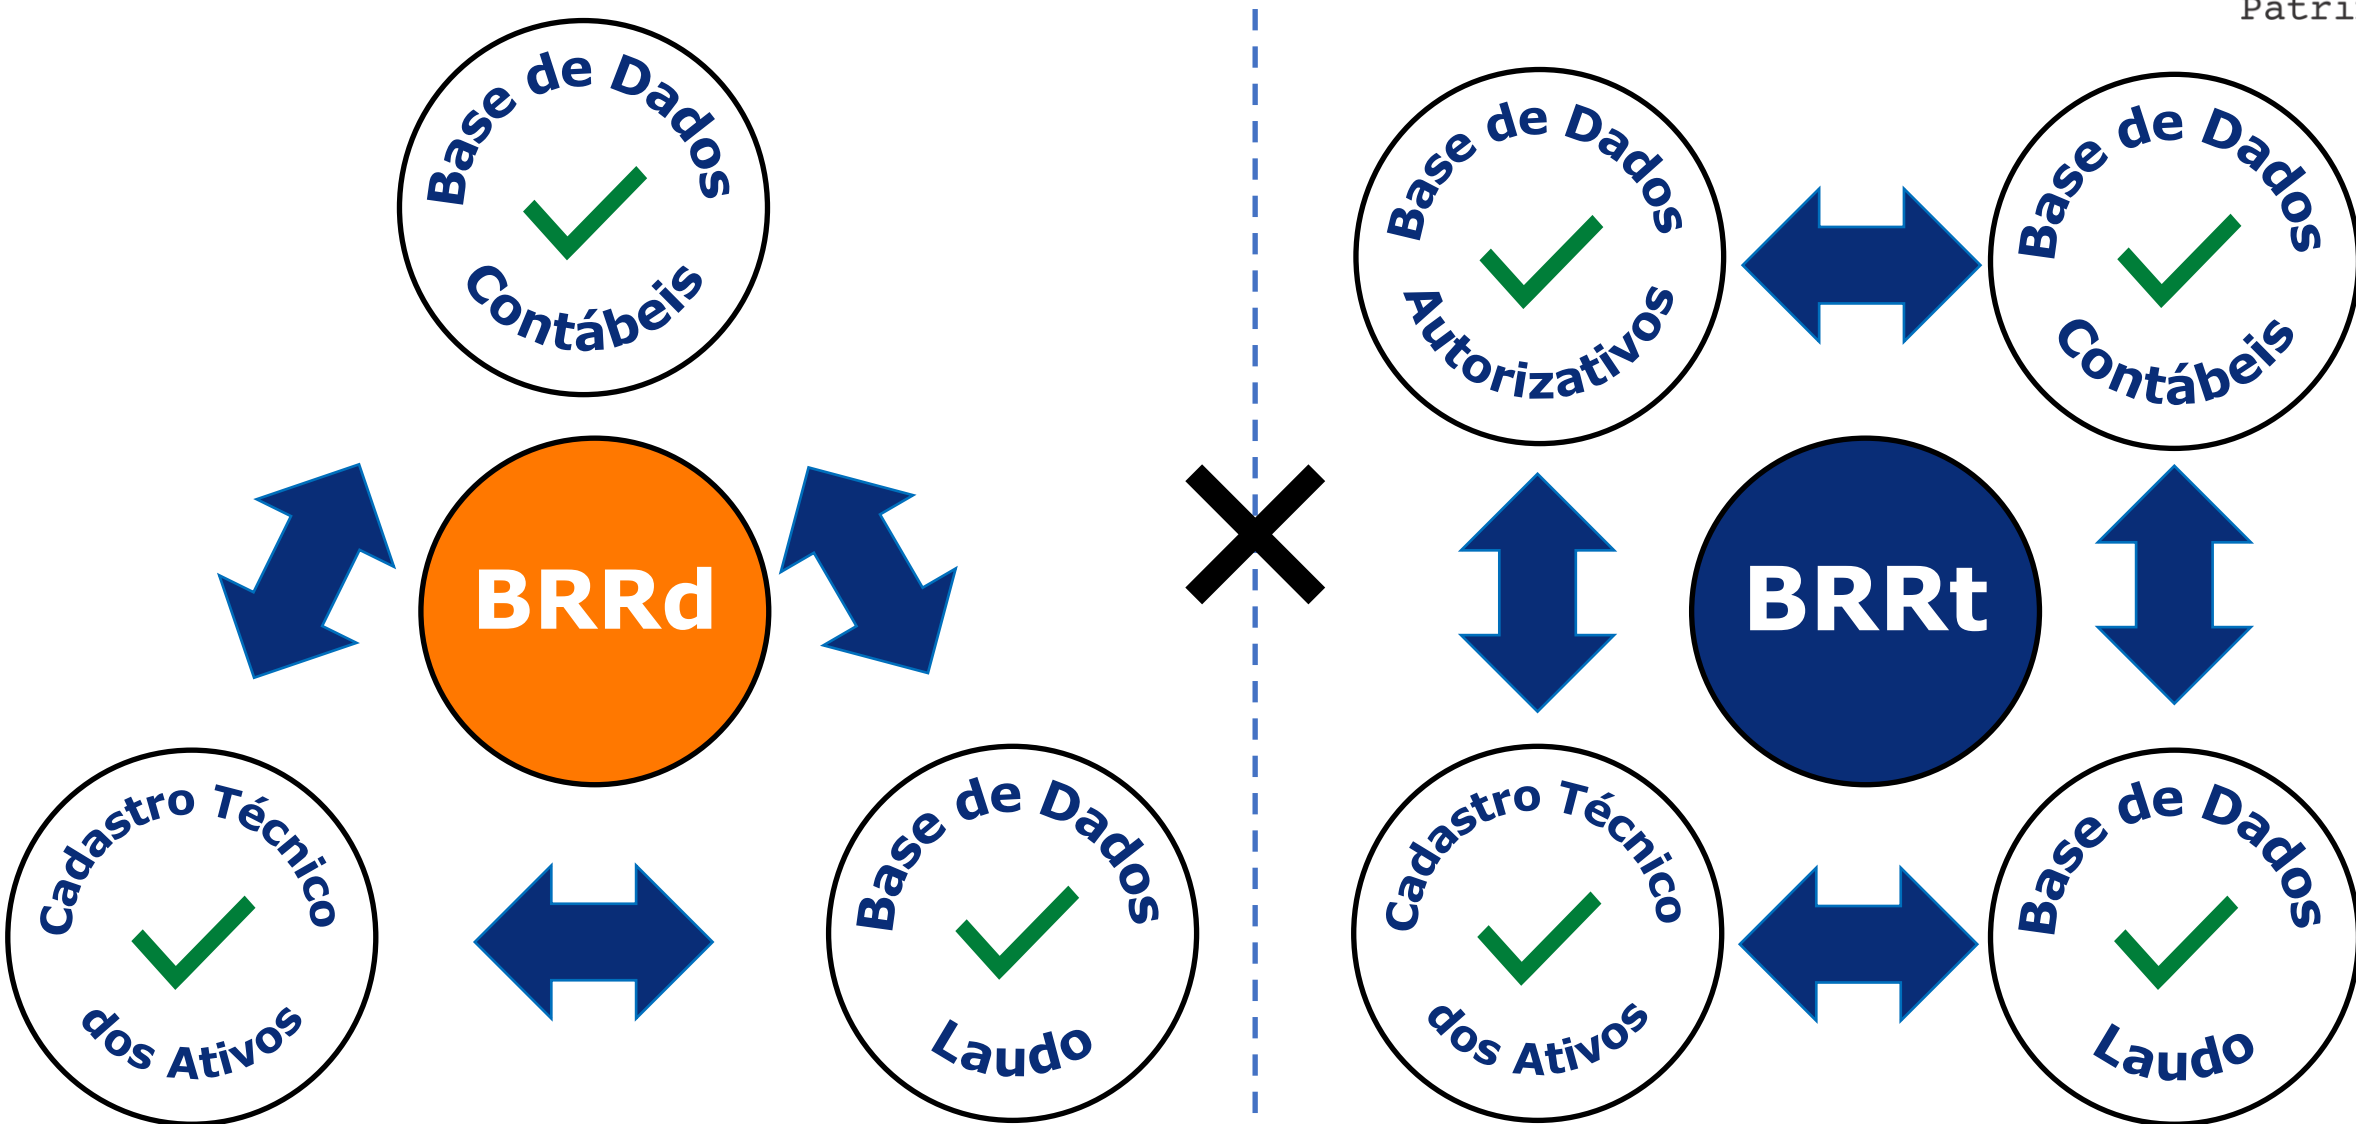 Base de Dados
Contábeis
BRRd
Cadastro Técnico
dos Ativos
Base de Dados
Laudo
Base de Dados
Autorizativos
Base de Dados
Contábeis
BRRt
Cadastro Técnico
dos Ativos
Base de Dados
Laudo